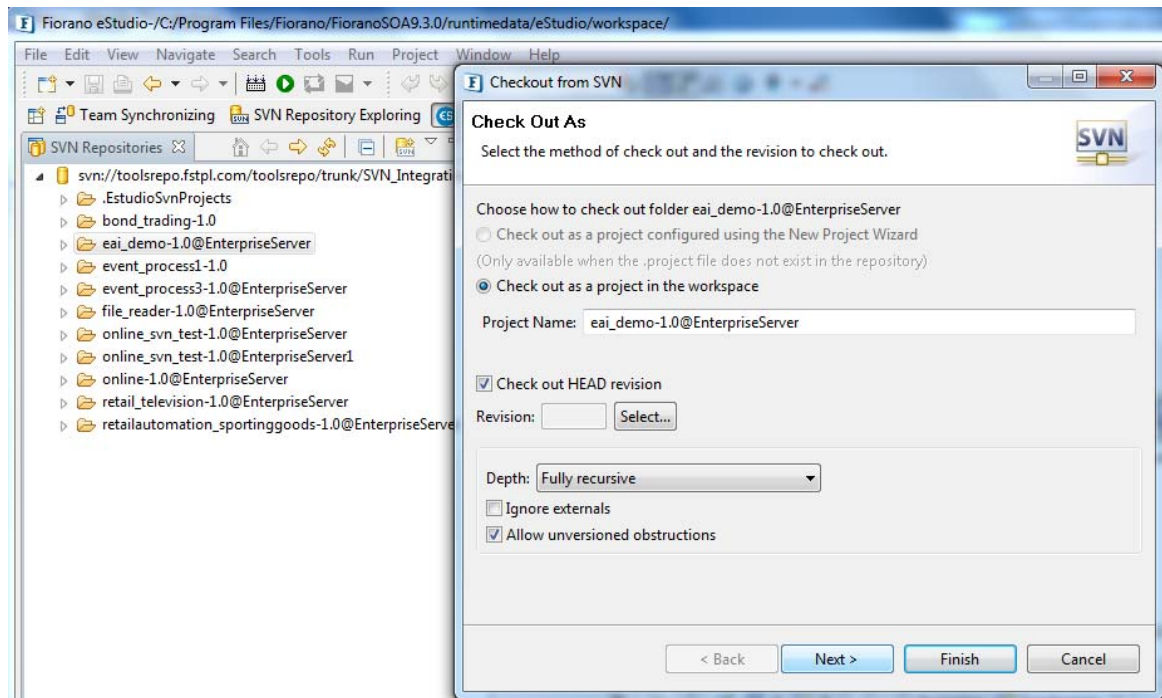 Fiorano eStudio-/C:/Program Files/Fiorano/FioranoSOA9.3.0/runtimedata/eStudio/workspace/
File Edit View Navigate Search Tools Run Project Window Help
Team Synchronizing SVN Repository Exploring ES
SVN Repositories
svn://toolsrepo.fstpl.com/toolsrepo/trunk/SVN_Integrati
.EstudioSvnProjects
bond_trading-1.0
eai_demo-1.0@EnterpriseServer
event_process1-1.0
event_process3-1.0@EnterpriseServer
file_reader-1.0@EnterpriseServer
online_svn_test-1.0@EnterpriseServer
online_svn_test-1.0@EnterpriseServer1
online-1.0@EnterpriseServer
retail_television-1.0@EnterpriseServer
retailautomation_sportinggoods-1.0@EnterpriseServe
Checkout from SVN
Check Out As
Select the method of check out and the revision to check out.
SVN
Choose how to check out folder eai_demo-1.0@EnterpriseServer
Check out as a project configured using the New Project Wizard
(Only available when the .project file does not exist in the repository)
Check out as a project in the workspace
Project Name: eai_demo-1.0@EnterpriseServer
Check out HEAD revision
Revision: Select...
Depth: Fully recursive
Ignore externals
Allow unversioned obstructions
< Back Next > Finish Cancel